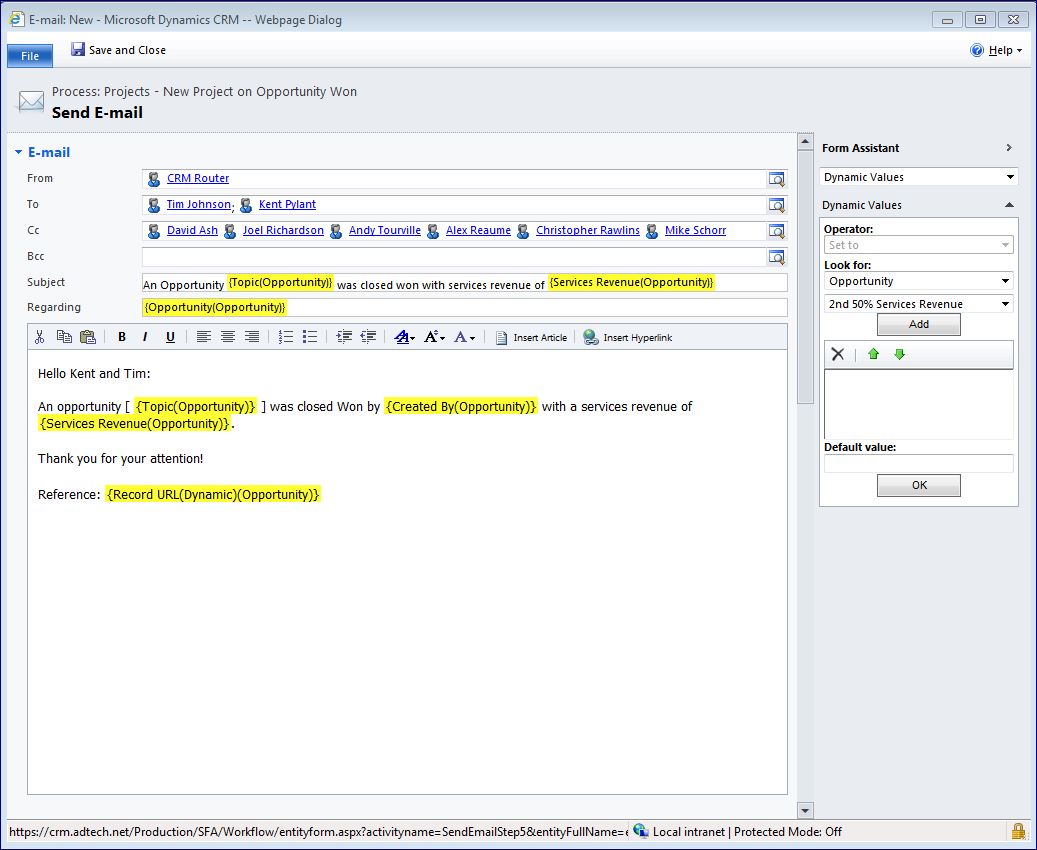 E-mail: New - Microsoft Dynamics CRM -- Webpage Dialog
File
Save and Close
Help
Process: Projects - New Project on Opportunity Won
Send E-mail
E-mail
From CRM Router
To Tim Johnson; Kent Pylant
Cc David Ash Joel Richardson Andy Tourville Alex Reaume Christopher Rawlins Mike Schorr
Bcc
Subject An Opportunity {Topic(Opportunity)} was closed won with services revenue of {Services Revenue(Opportunity)}
Regarding {Opportunity(Opportunity)}
B I U A A A Insert Article Insert Hyperlink
Hello Kent and Tim:
An opportunity [ {Topic(Opportunity)} ] was closed Won by {Created By(Opportunity)} with a services revenue of
{Services Revenue(Opportunity)}.
Thank you for your attention!
Reference: {Record URL(Dynamic)(Opportunity)}
Form Assistant
Dynamic Values
Dynamic Values
Operator:
Set to
Look for:
Opportunity
2nd 50% Services Revenue
Add
Default value:
OK
https://crm.adtech.net/Production/SFA/Workflow/entityform.aspx?activityname=SendEmailStep5&entityFullName=e Local intranet | Protected Mode: Off